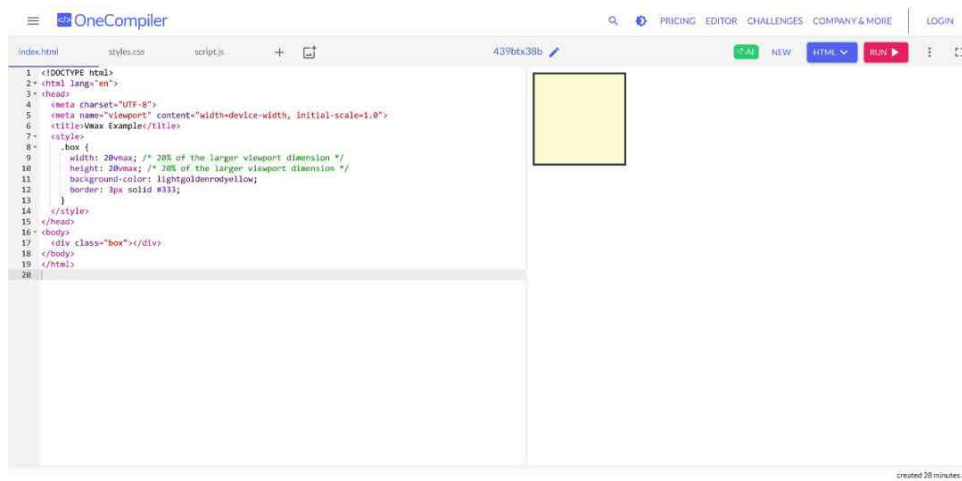 OneCompiler
PRICING EDITOR CHALLENGES COMPANY & MORE LOGIN
index.html styles.css script.js + 439btx38b AI NEW HTML RUN
1 <!DOCTYPE html>
2 <html lang="en">
3 <head>
4 <meta charset="UTF-8">
5 <meta name="viewport" content="width=device-width, initial-scale=1.0">
6 <title>Vmax Example</title>
7 <style>
8 .box {
9 width: 20vmax; /* 20% of the larger viewport dimension */
10 height: 20vmax; /* 20% of the larger viewport dimension */
11 background-color: lightgoldenrodyellow;
12 border: 3px solid #333;
13 }
14 </style>
15 </head>
16 <body>
17 <div class="box"></div>
18 </body>
19 </html>
20
created 28 minutes